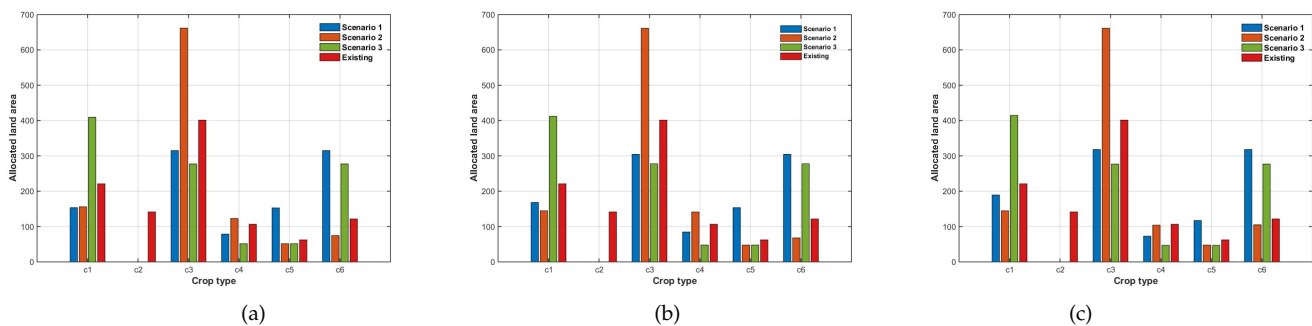 700
600
500
400
300
200
100
0
Allocated land area
c1 c2 c3 c4 c5 c6
Crop type
Scenario 1
Scenario 2
Scenario 3
Existing
(a)
700
600
500
400
300
200
100
0
Allocated land area
c1 c2 c3 c4 c5 c6
Crop type
Scenario 1
Scenario 2
Scenario 3
Existing
(b)
700
600
500
400
300
200
100
0
Allocated land area
c1 c2 c3 c4 c5 c6
Crop type
Scenario 1
Scenario 2
Scenario 3
Existing
(c)